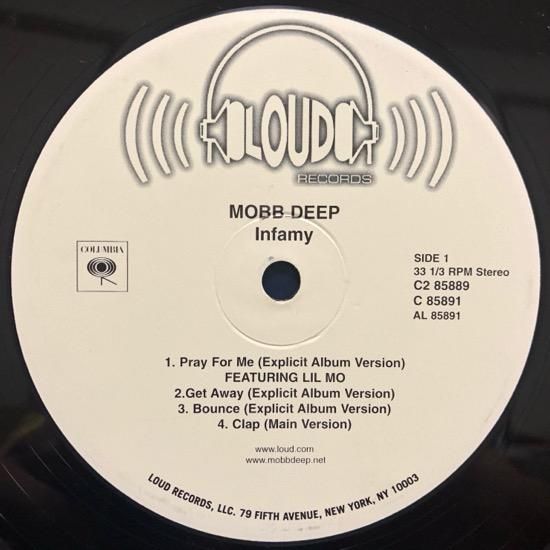 LOUD
RECORDS
MOBB DEEP
Infamy
COLUMBIA
SIDE 1
33 1/3 RPM Stereo
C2 85889
C 85891
AL 85891
1. Pray For Me (Explicit Album Version)
FEATURING LIL MO
2.Get Away (Explicit Album Version)
3. Bounce (Explicit Album Version)
4. Clap (Main Version)
www.loud.com
www.mobbdeep.net
LOUD RECORDS, LLC. 79 FIFTH AVENUE, NEW YORK, NY 10003